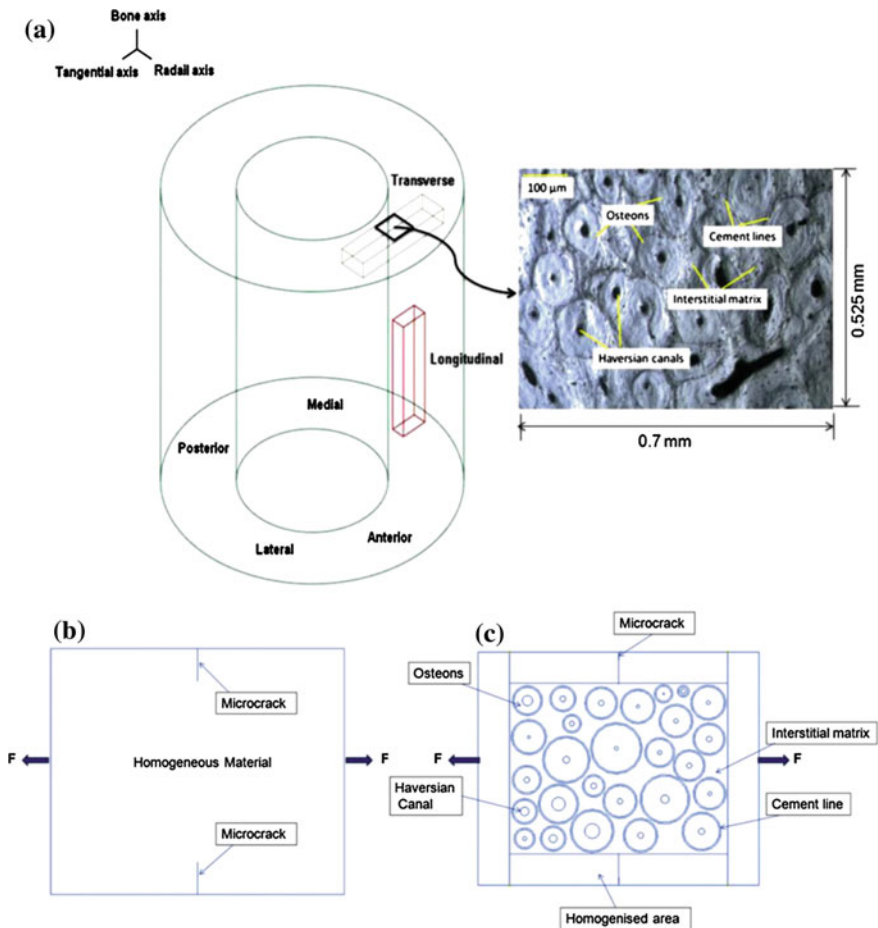 (a)
Bone axis
Tangential axis
Radail axis
Transverse
Longitudinal
Medial
Posterior
Anterior
Lateral
100 µm
Osteons
Cement lines
Interstitial matrix
Haversian canals
0.525 mm
0.7 mm
(b)
Microcrack
F
F
Homogeneous Material
Microcrack
(c)
Microcrack
Osteons
Interstitial matrix
F
F
Haversian
Canal
Cement line
Homogenised area